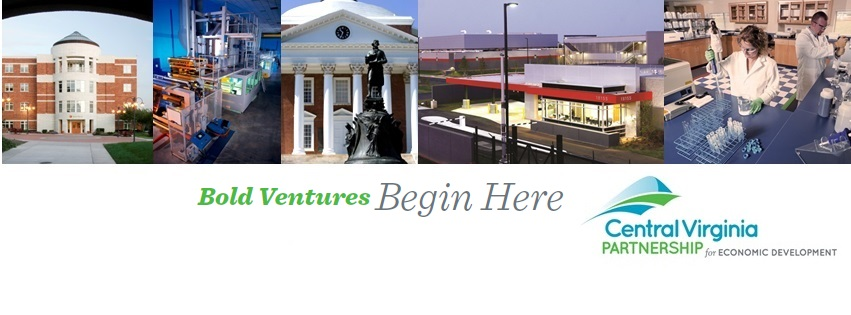 Bold Ventures Begin Here
Central Virginia
PARTNERSHIP for ECONOMIC DEVELOPMENT